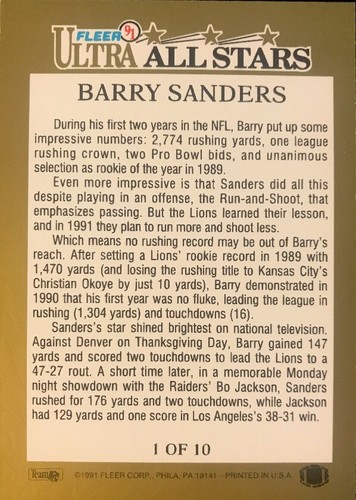 FLEER 91
ULTRA ALL STARS
BARRY SANDERS
During his first two years in the NFL, Barry put up some
impressive numbers: 2,774 rushing yards, one league
rushing crown, two Pro Bowl bids, and unanimous
selection as rookie of the year in 1989.
Even more impressive is that Sanders did all this
despite playing in an offense, the Run-and-Shoot, that
emphasizes passing. But the Lions learned their lesson,
and in 1991 they plan to run more and shoot less.
Which means no rushing record may be out of Barry's
reach. After setting a Lions' rookie record in 1989 with
1,470 yards (and losing the rushing title to Kansas City's
Christian Okoye by just 10 yards), Barry demonstrated in
1990 that his first year was no fluke, leading the league in
rushing (1,304 yards) and touchdowns (16).
Sanders's star shined brightest on national television.
Against Denver on Thanksgiving Day, Barry gained 147
yards and scored two touchdowns to lead the Lions to a
47-27 rout. A short time later, in a memorable Monday
night showdown with the Raiders' Bo Jackson, Sanders
rushed for 176 yards and two touchdowns, while Jackson
had 129 yards and one score in Los Angeles's 38-31 win.
1 OF 10
Team NFL ©1991 FLEER CORP., PHILA, PA 19141 PRINTED IN U.S.A.